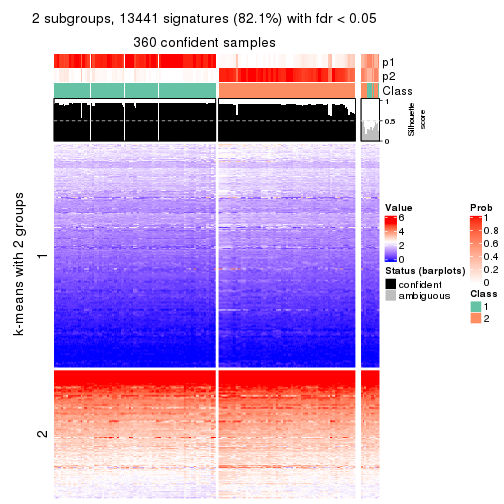 2 subgroups, 13441 signatures (82.1%) with fdr < 0.05
360 confident samples
p1
p2
Class
1
0.5
0
Silhouette
score
k-means with 2 groups
1
2
Value
6
4
2
0
Status (barplots)
confident
ambiguous
Prob
1
0.8
0.6
0.4
0.2
0
Class
1
2